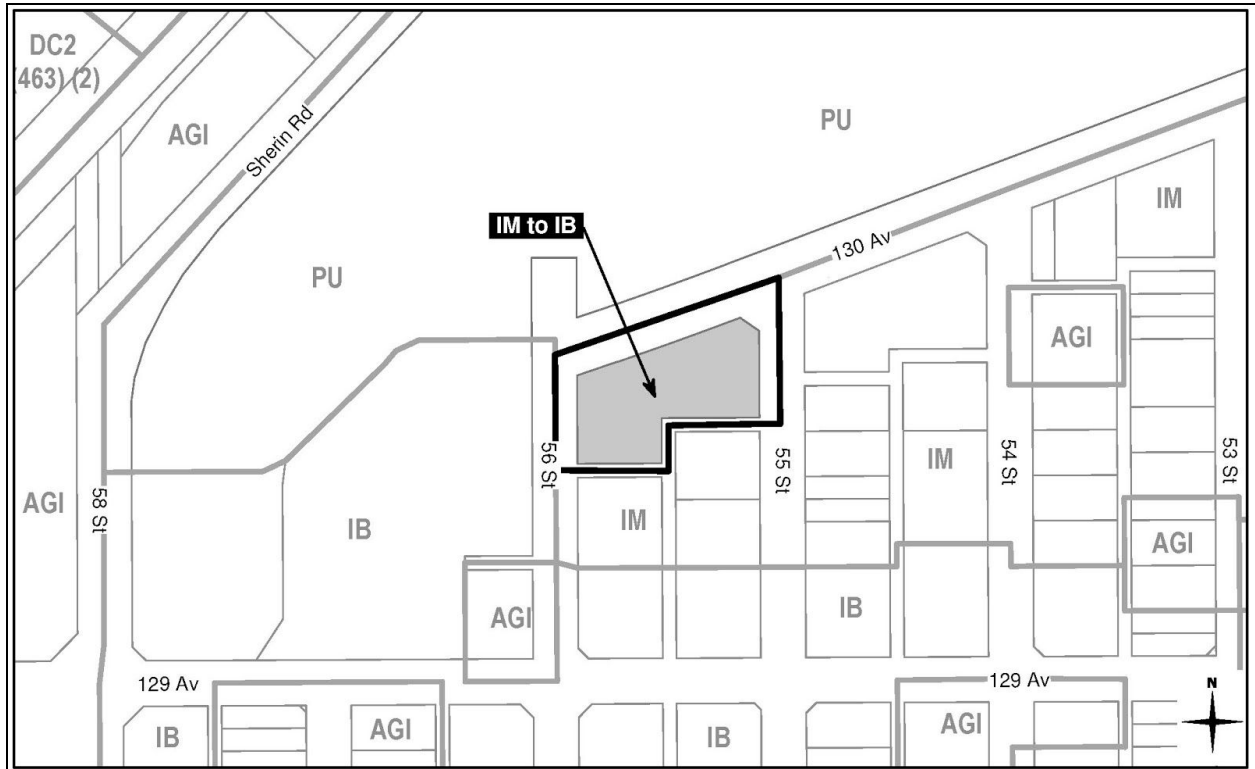 DC2
(463) (2)
AGI
Sherin Rd
PU
IM
IM to IB
130 Av
PU
AGI
AGI
58 St
IB
56 St
IM
55 St
IM
54 St
53 St
AGI
AGI
IB
129 Av
129 Av
N
IB
AGI
IB
AGI